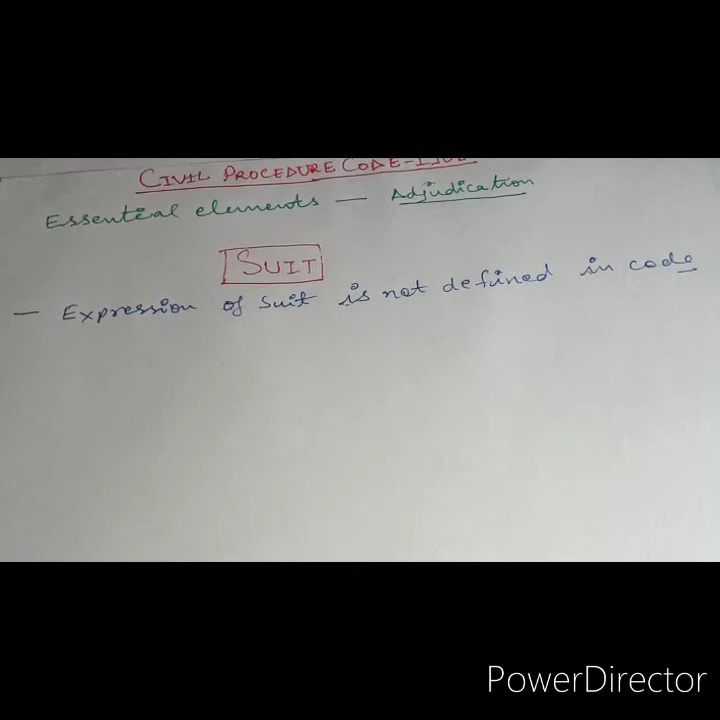 CIVIL PROCEDURE CODE-
Essential elements — Adjudication
SUIT
— Expression of suit is not defined in code
PowerDirector